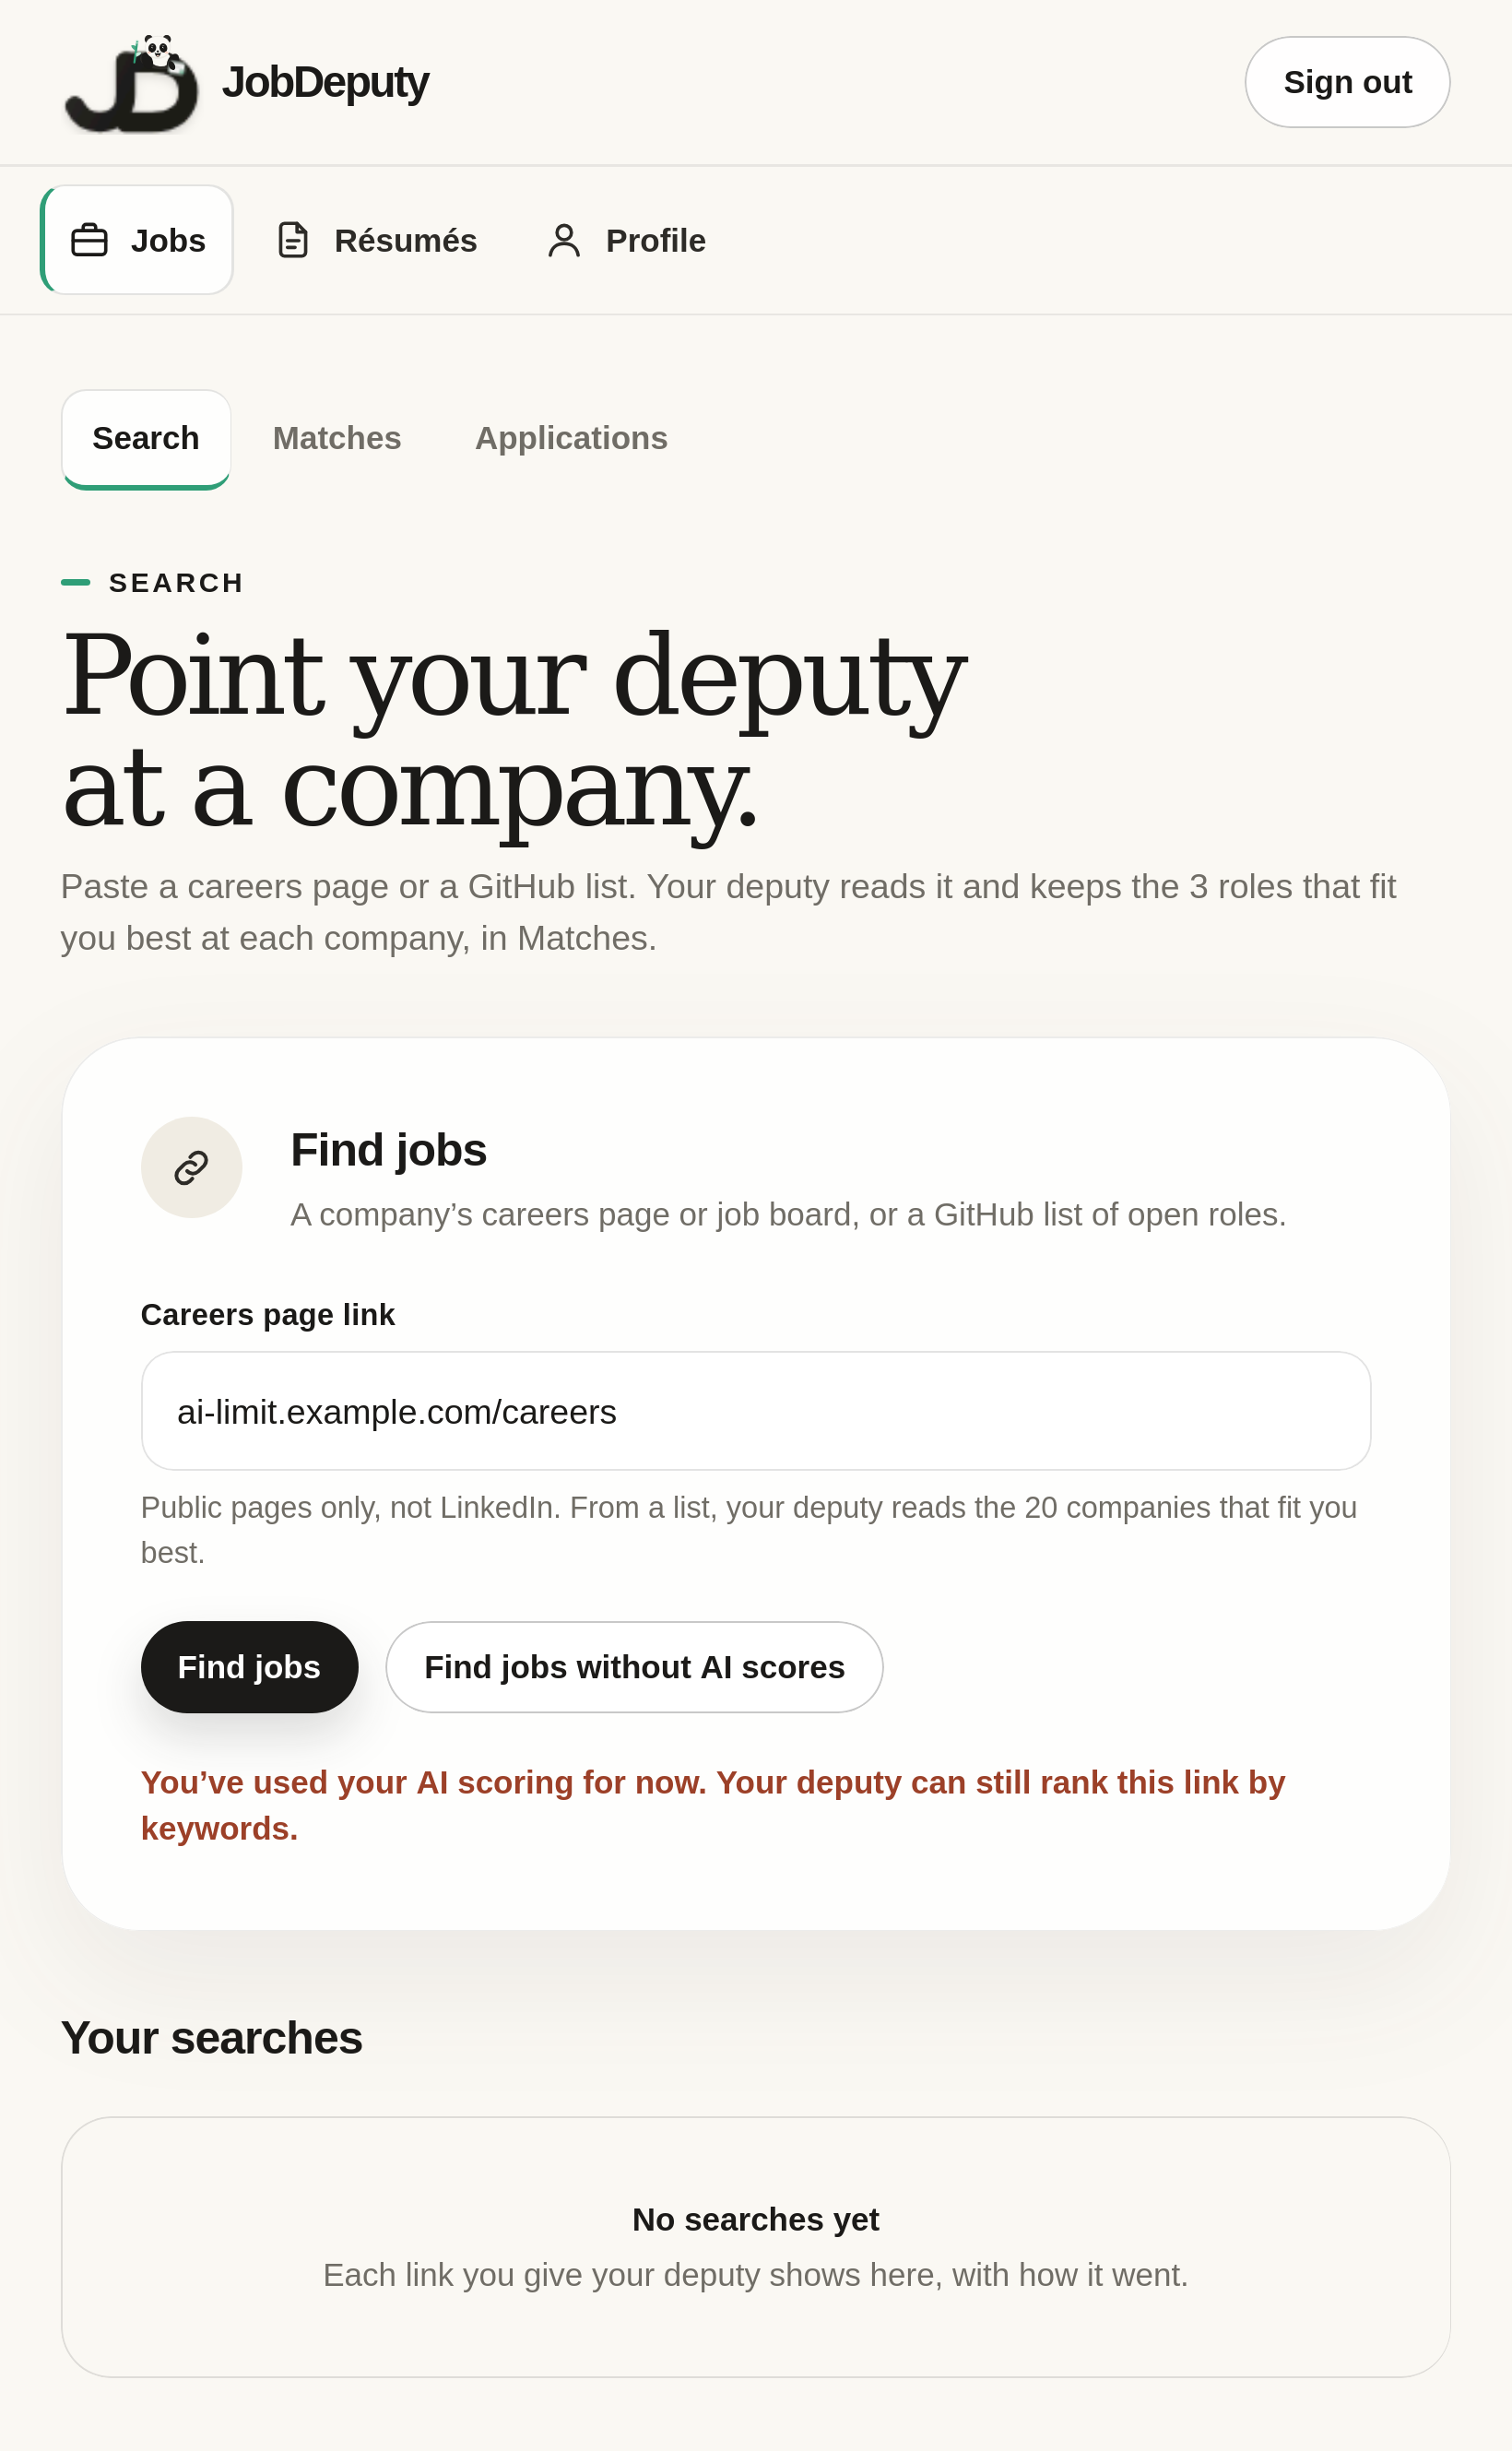 JD JobDeputy
Sign out
Jobs
Résumés
Profile
Search
Matches
Applications
SEARCH
Point your deputy
at a company.
Paste a careers page or a GitHub list. Your deputy reads it and keeps the 3 roles that fit
you best at each company, in Matches.
Find jobs
A company’s careers page or job board, or a GitHub list of open roles.
Careers page link
ai-limit.example.com/careers
Public pages only, not LinkedIn. From a list, your deputy reads the 20 companies that fit you
best.
Find jobs
Find jobs without AI scores
You’ve used your AI scoring for now. Your deputy can still rank this link by
keywords.
Your searches
No searches yet
Each link you give your deputy shows here, with how it went.